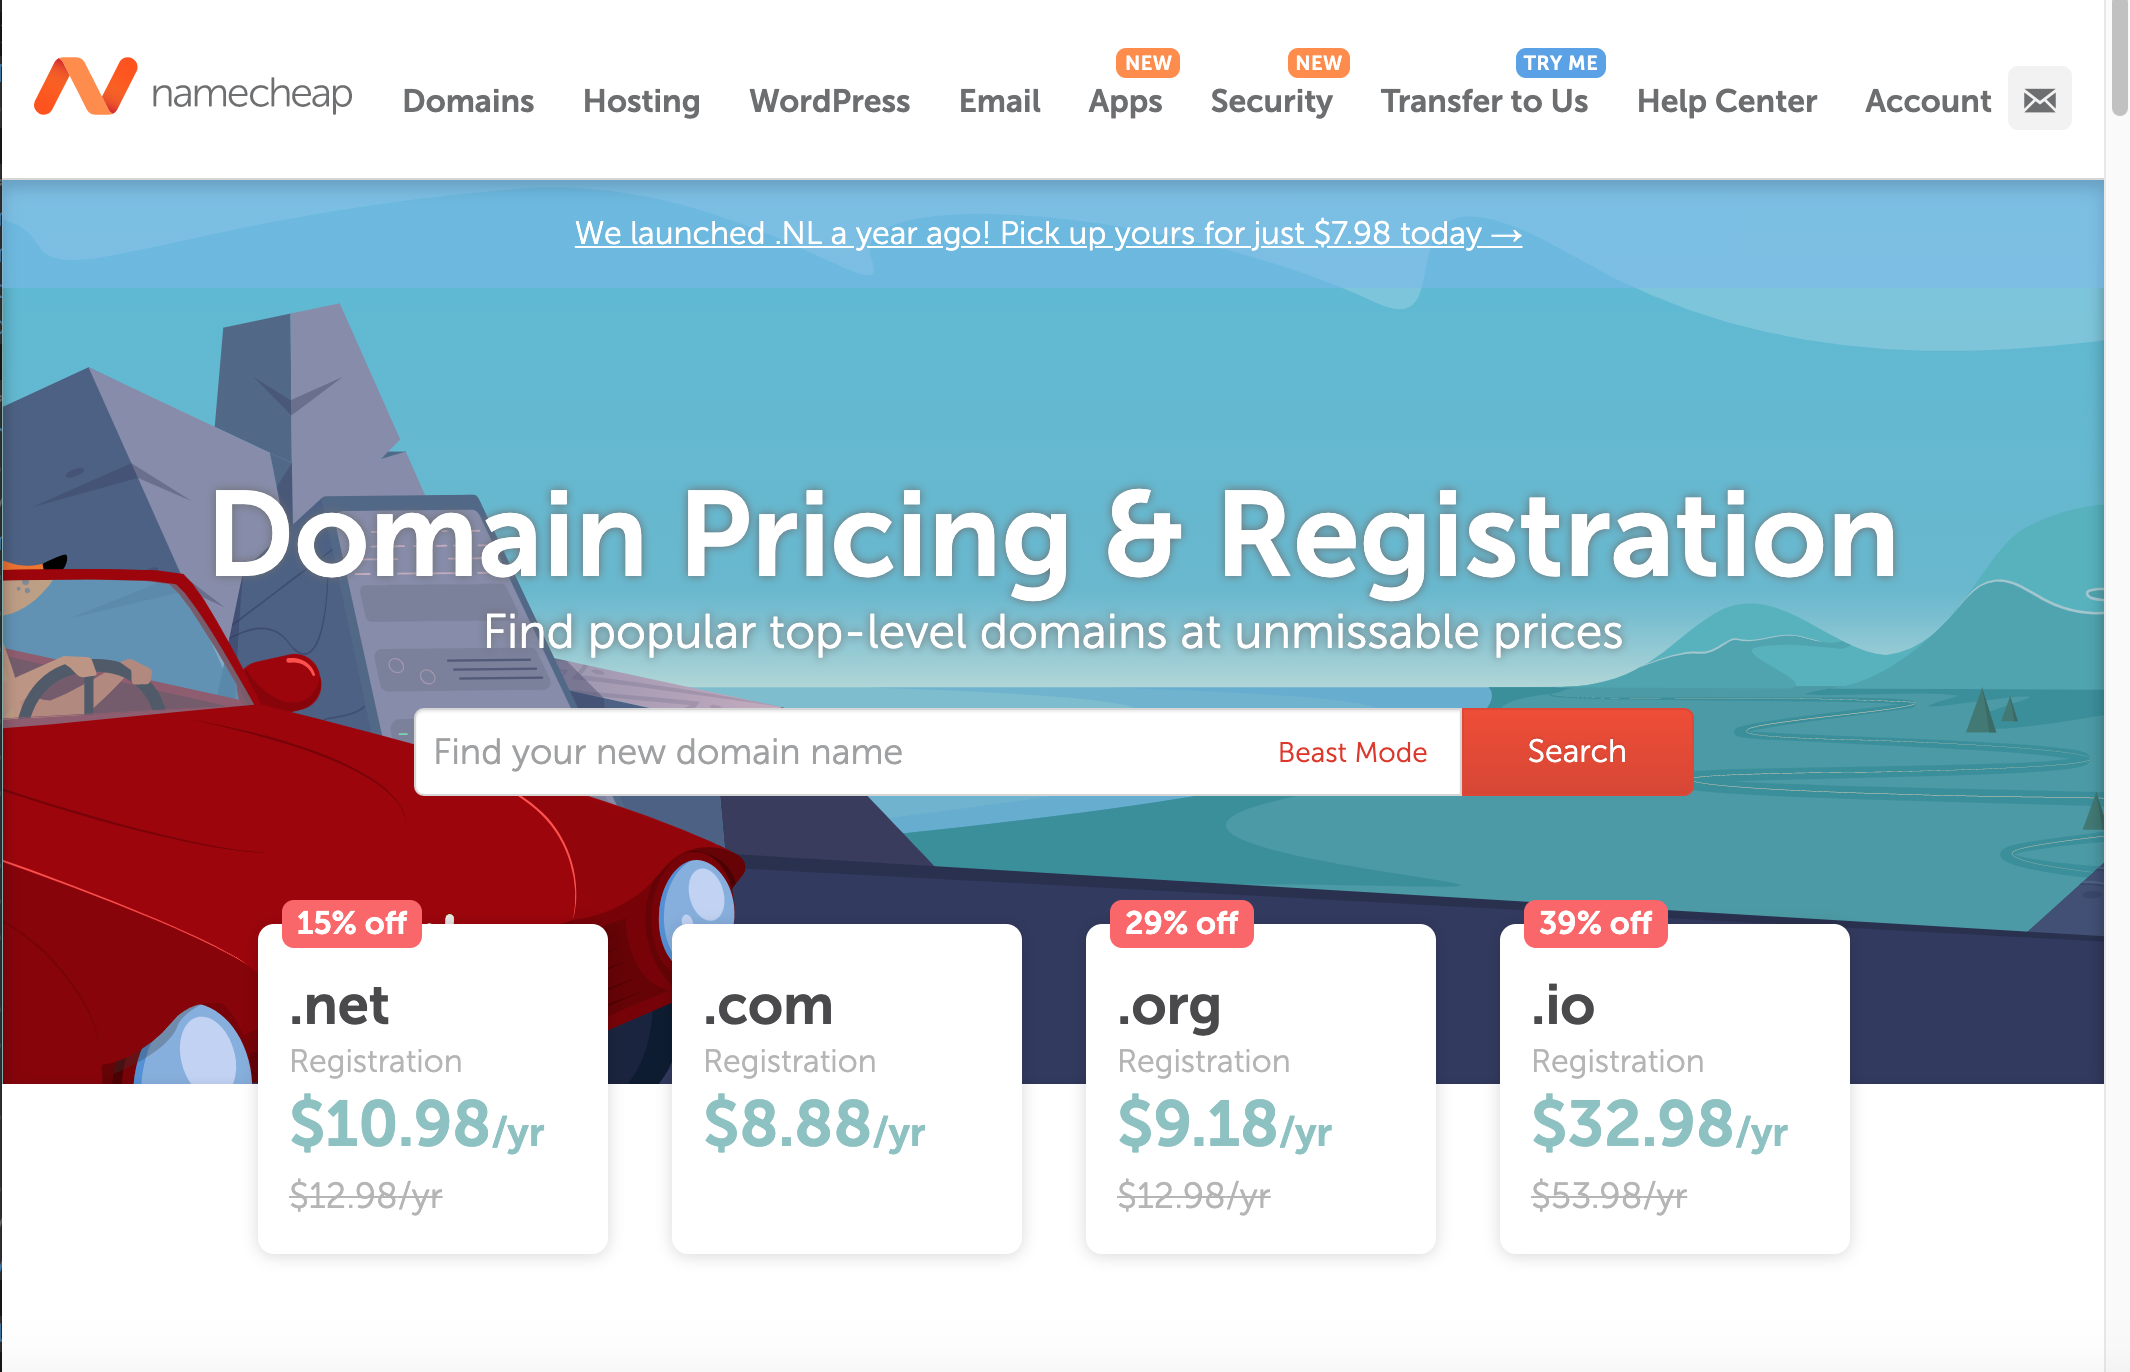 NEW
NEW
TRY ME
namecheap
Domains
Hosting
WordPress
Email
Apps
Security
Transfer to Us
Help Center
Account
We launched .NL a year ago! Pick up yours for just $7.98 today →
Domain Pricing & Registration
Find popular top-level domains at unmissable prices
Find your new domain name
Beast Mode
Search
15% off
.net
Registration
$10.98/yr
$12.98/yr
.com
Registration
$8.88/yr
29% off
.org
Registration
$9.18/yr
$12.98/yr
39% off
.io
Registration
$32.98/yr
$53.98/yr